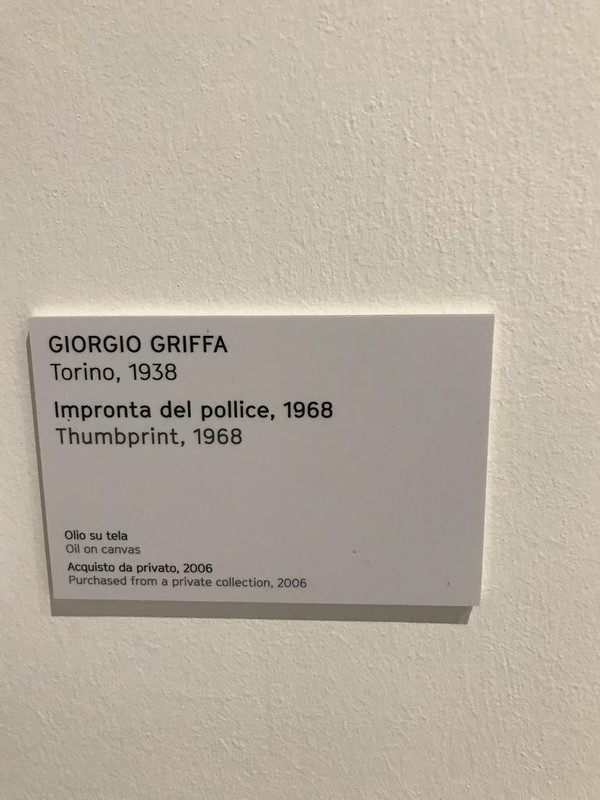 GIORGIO GRIFFA
Torino, 1938
Impronta del pollice, 1968
Thumbprint, 1968
Olio su tela
Oil on canvas
Acquisto da privato, 2006
Purchased from a private collection, 2006